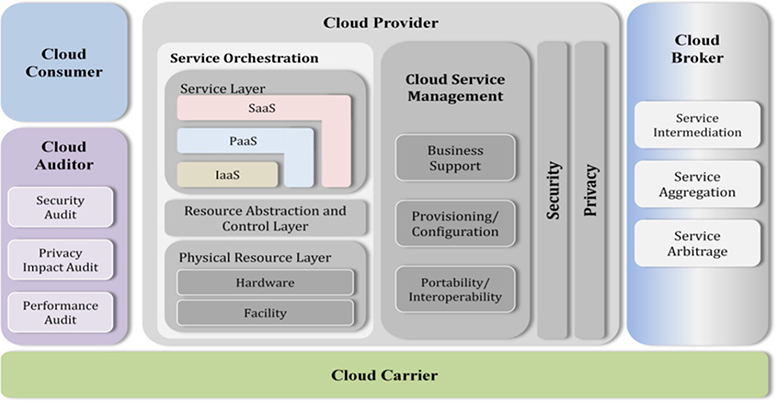 Cloud
Consumer
Cloud
Auditor
Security
Audit
Privacy
Impact Audit
Performance
Audit
Cloud Provider
Service Orchestration
Service Layer
SaaS
PaaS
IaaS
Resource Abstraction and
Control Layer
Physical Resource Layer
Hardware
Facility
Cloud Service
Management
Business
Support
Provisioning/
Configuration
Portability/
Interoperability
Security
Privacy
Cloud
Broker
Service
Intermediation
Service
Aggregation
Service
Arbitrage
Cloud Carrier